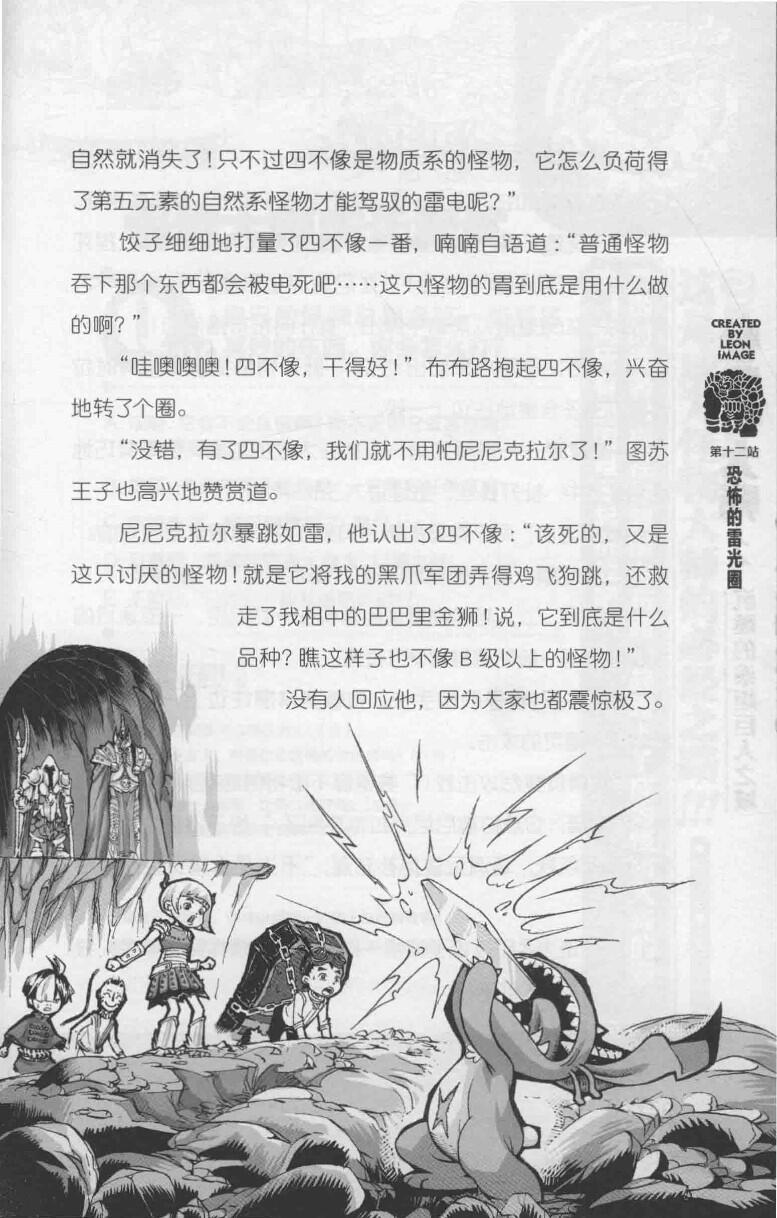 自然就消失了！只不过四不像是物质系的怪物，它怎么负荷得
了第五元素的自然系怪物才能驾驭的雷电呢？”
饺子细细地打量了四不像一番，喃喃自语道：“普通怪物
吞下那个东西都会被电死吧……这只怪物的胃到底是用什么做
的啊？”
“哇噢噢噢！四不像，干得好！”布布路抱起四不像，兴奋
地转了个圈。
“没错，有了四不像，我们就不用怕尼尼克拉尔了！”图苏
王子也高兴地赞赏道。
尼尼克拉尔暴跳如雷，他认出了四不像：“该死的，又是
这只讨厌的怪物！就是它将我的黑爪军团弄得鸡飞狗跳，还救
走了我相中的巴巴里金狮！说，它到底是什么
品种？瞧这样子也不像 B 级以上的怪物！”
没有人回应他，因为大家也都震惊极了。
CREATED
BY
LEON
IMAGE
第十二站
恐怖的雷光圈